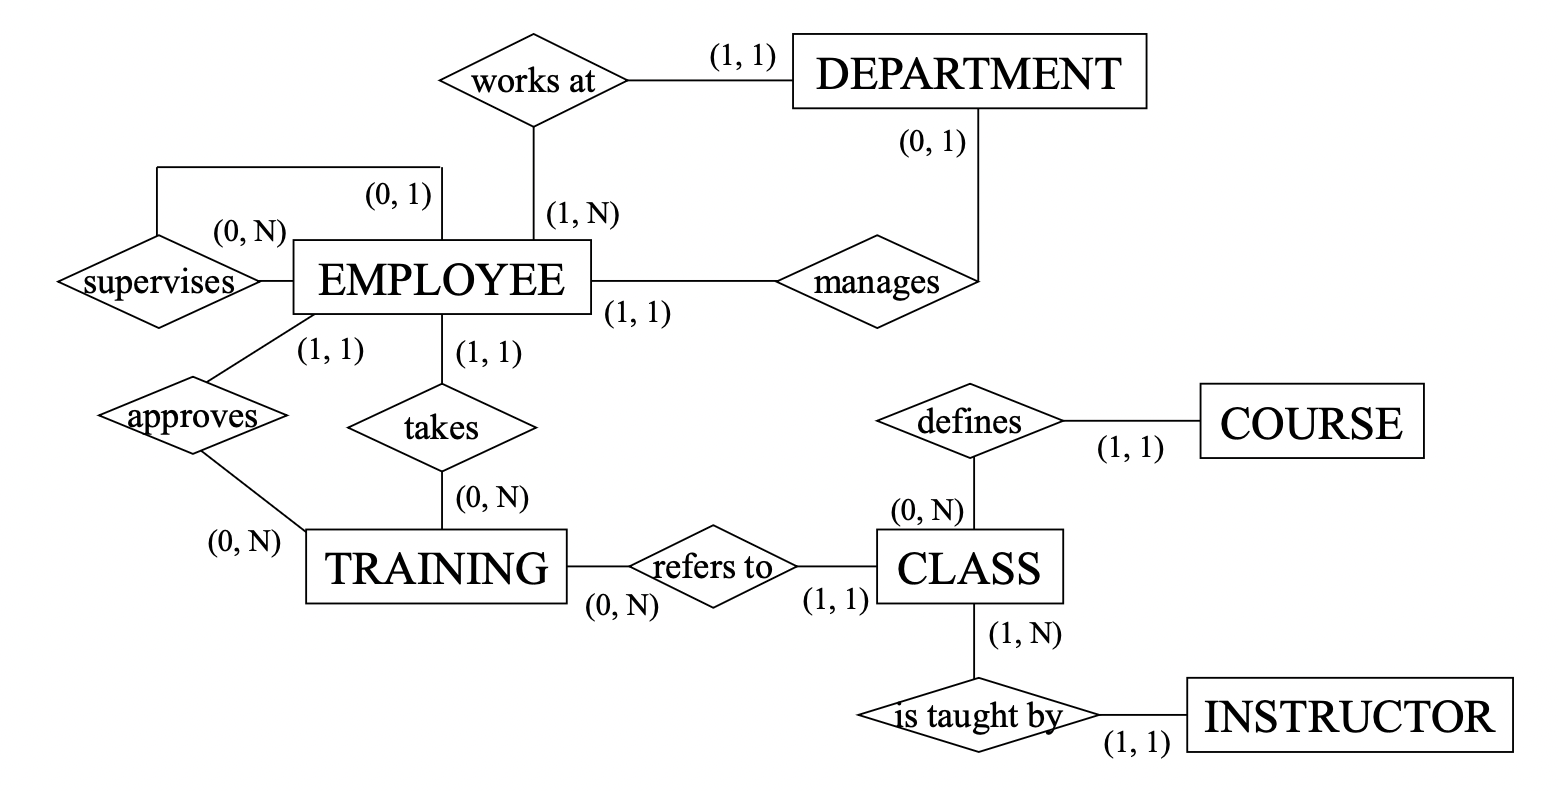 (1, 1)
DEPARTMENT
works at
(0, 1)
(0, 1)
(1, N)
(0, N)
supervises
EMPLOYEE
manages
(1, 1)
(1, 1)
(1, 1)
approves
takes
defines
COURSE
(1, 1)
(0, N)
(0, N)
(0, N)
TRAINING
refers to
CLASS
(0, N)
(1, 1)
(1, N)
is taught by
INSTRUCTOR
(1, 1)